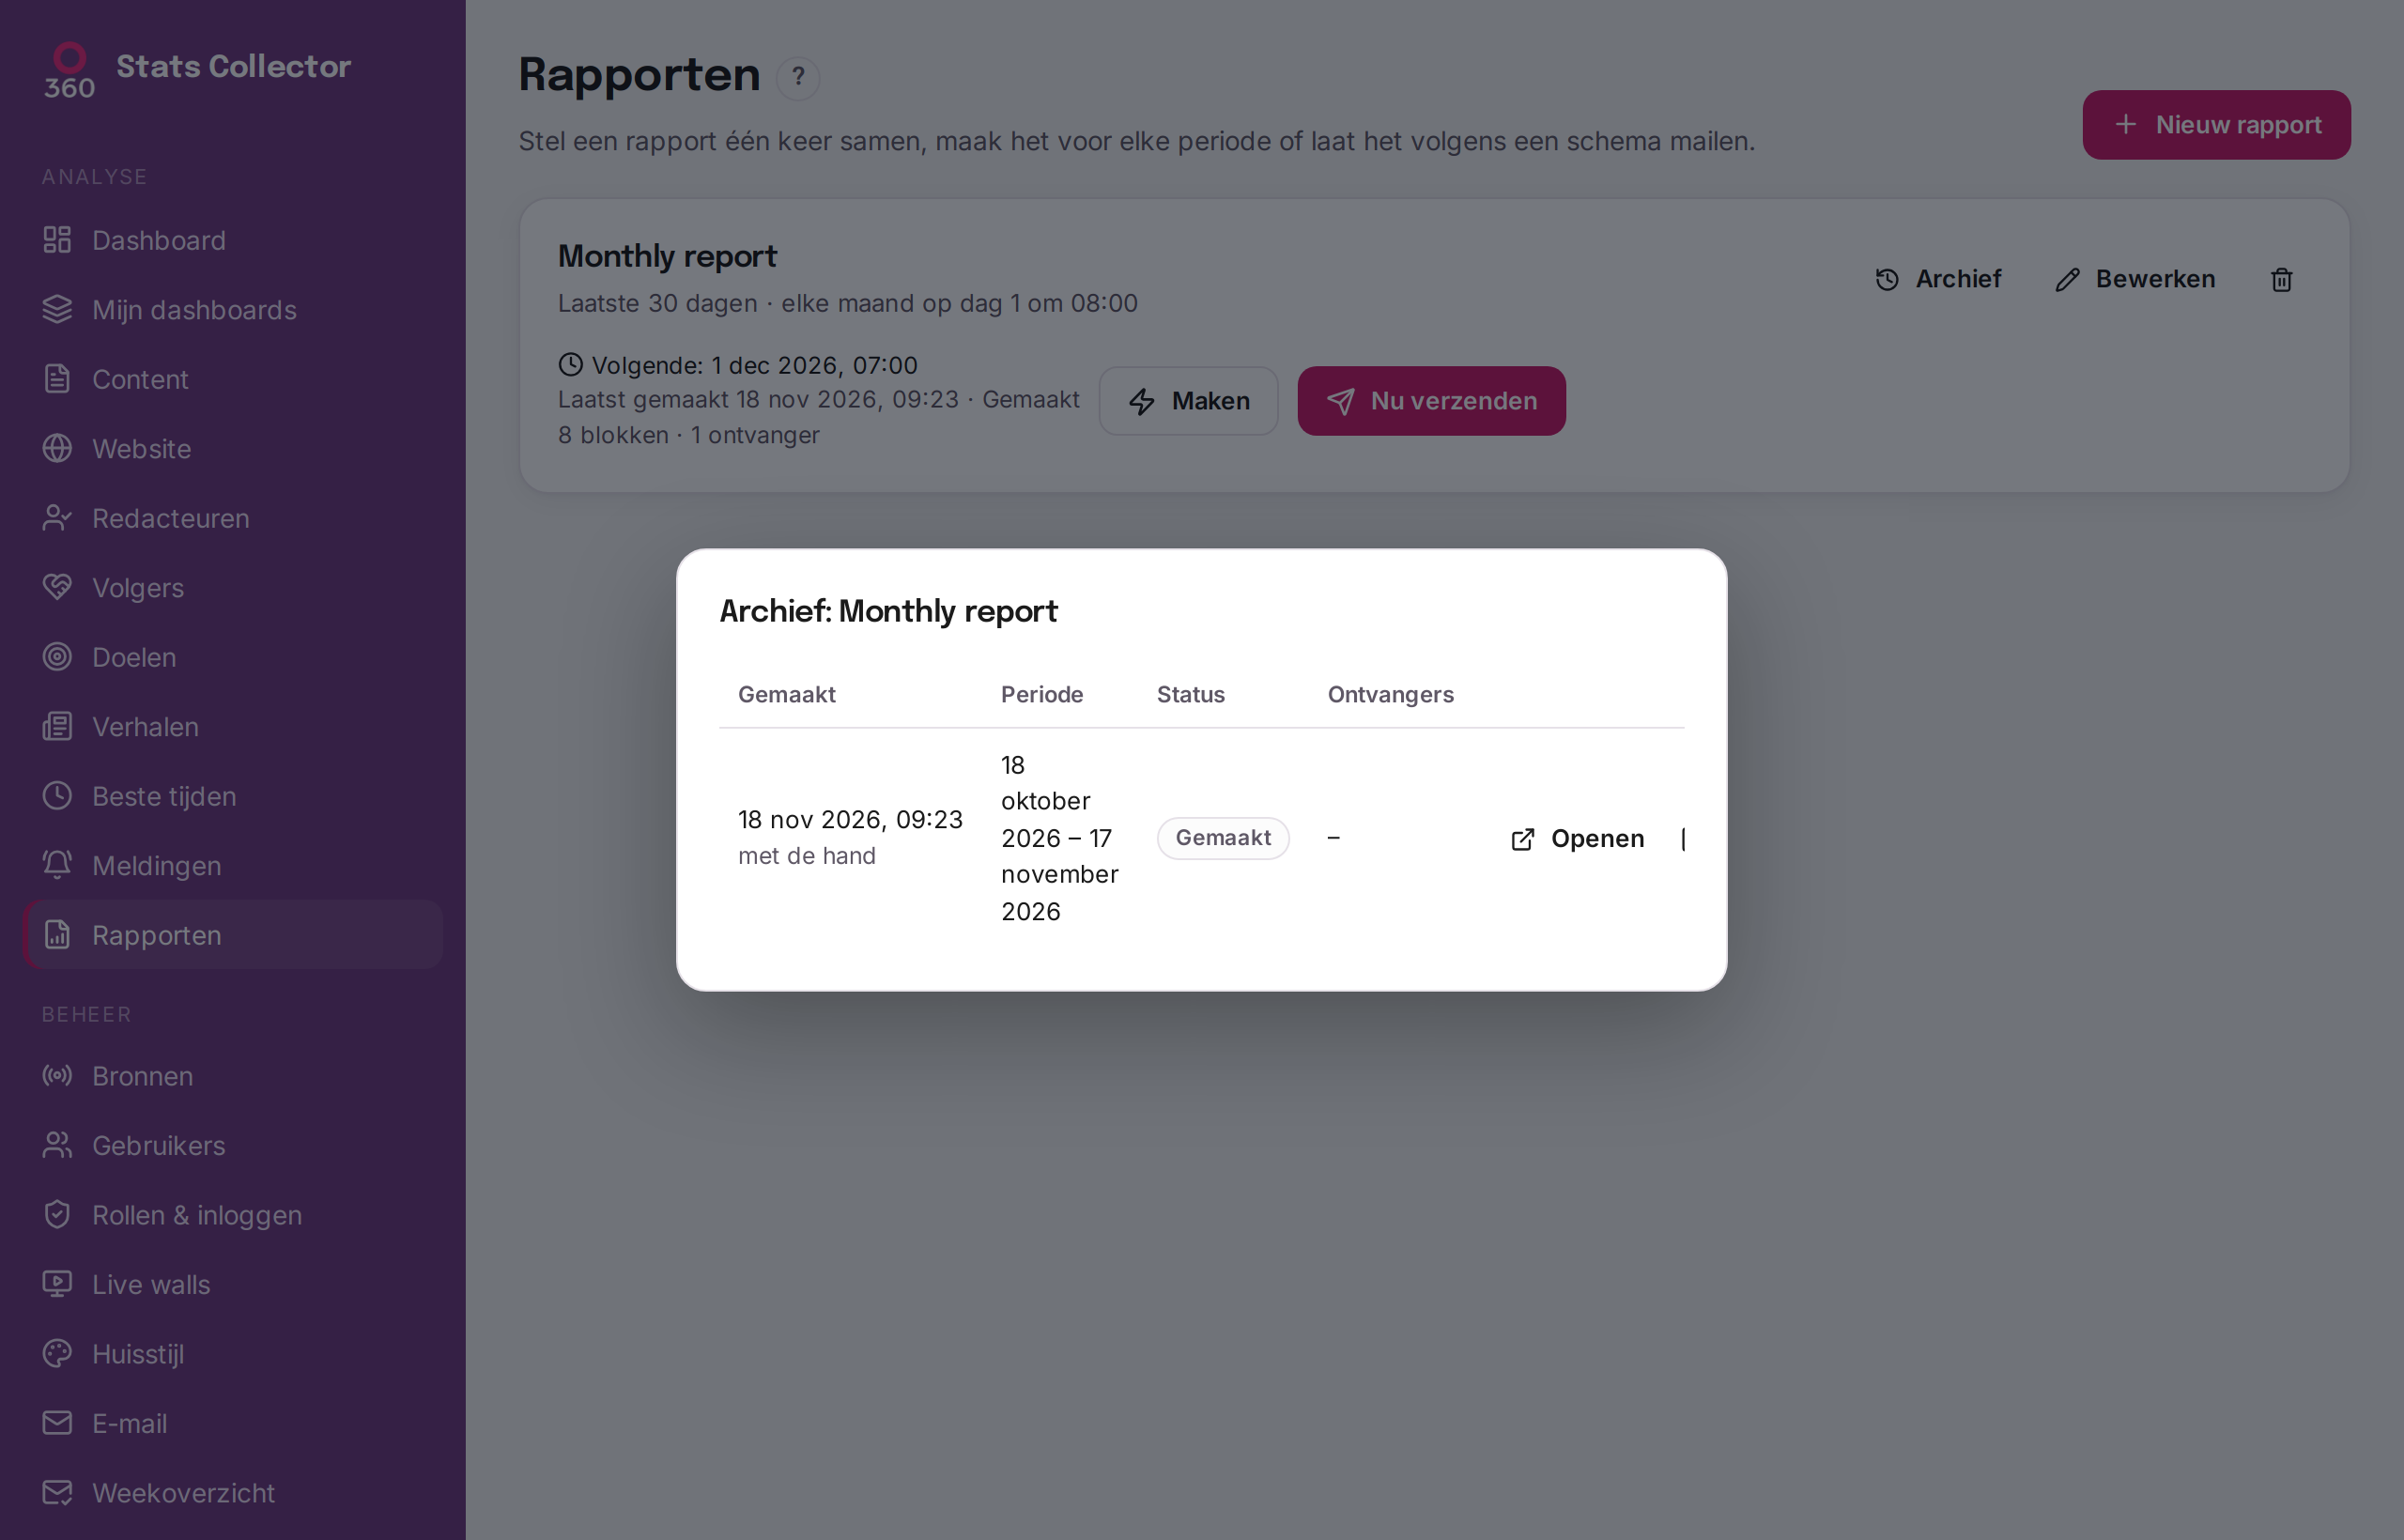 360
Stats Collector
ANALYSE
Dashboard
Mijn dashboards
Content
Website
Redacteuren
Volgers
Doelen
Verhalen
Beste tijden
Meldingen
Rapporten
BEHEER
Bronnen
Gebruikers
Rollen & inloggen
Live walls
Huisstijl
E-mail
Weekoverzicht
Rapporten ?
Stel een rapport één keer samen, maak het voor elke periode of laat het volgens een schema mailen.
Nieuw rapport
Monthly report
Laatste 30 dagen · elke maand op dag 1 om 08:00
Archief Bewerken
Volgende: 1 dec 2026, 07:00
Laatst gemaakt 18 nov 2026, 09:23 · Gemaakt
8 blokken · 1 ontvanger
Maken Nu verzenden
Archief: Monthly report
Gemaakt Periode Status Ontvangers
18 nov 2026, 09:23
met de hand
18
oktober
2026 – 17
november
2026
Gemaakt
–
Openen